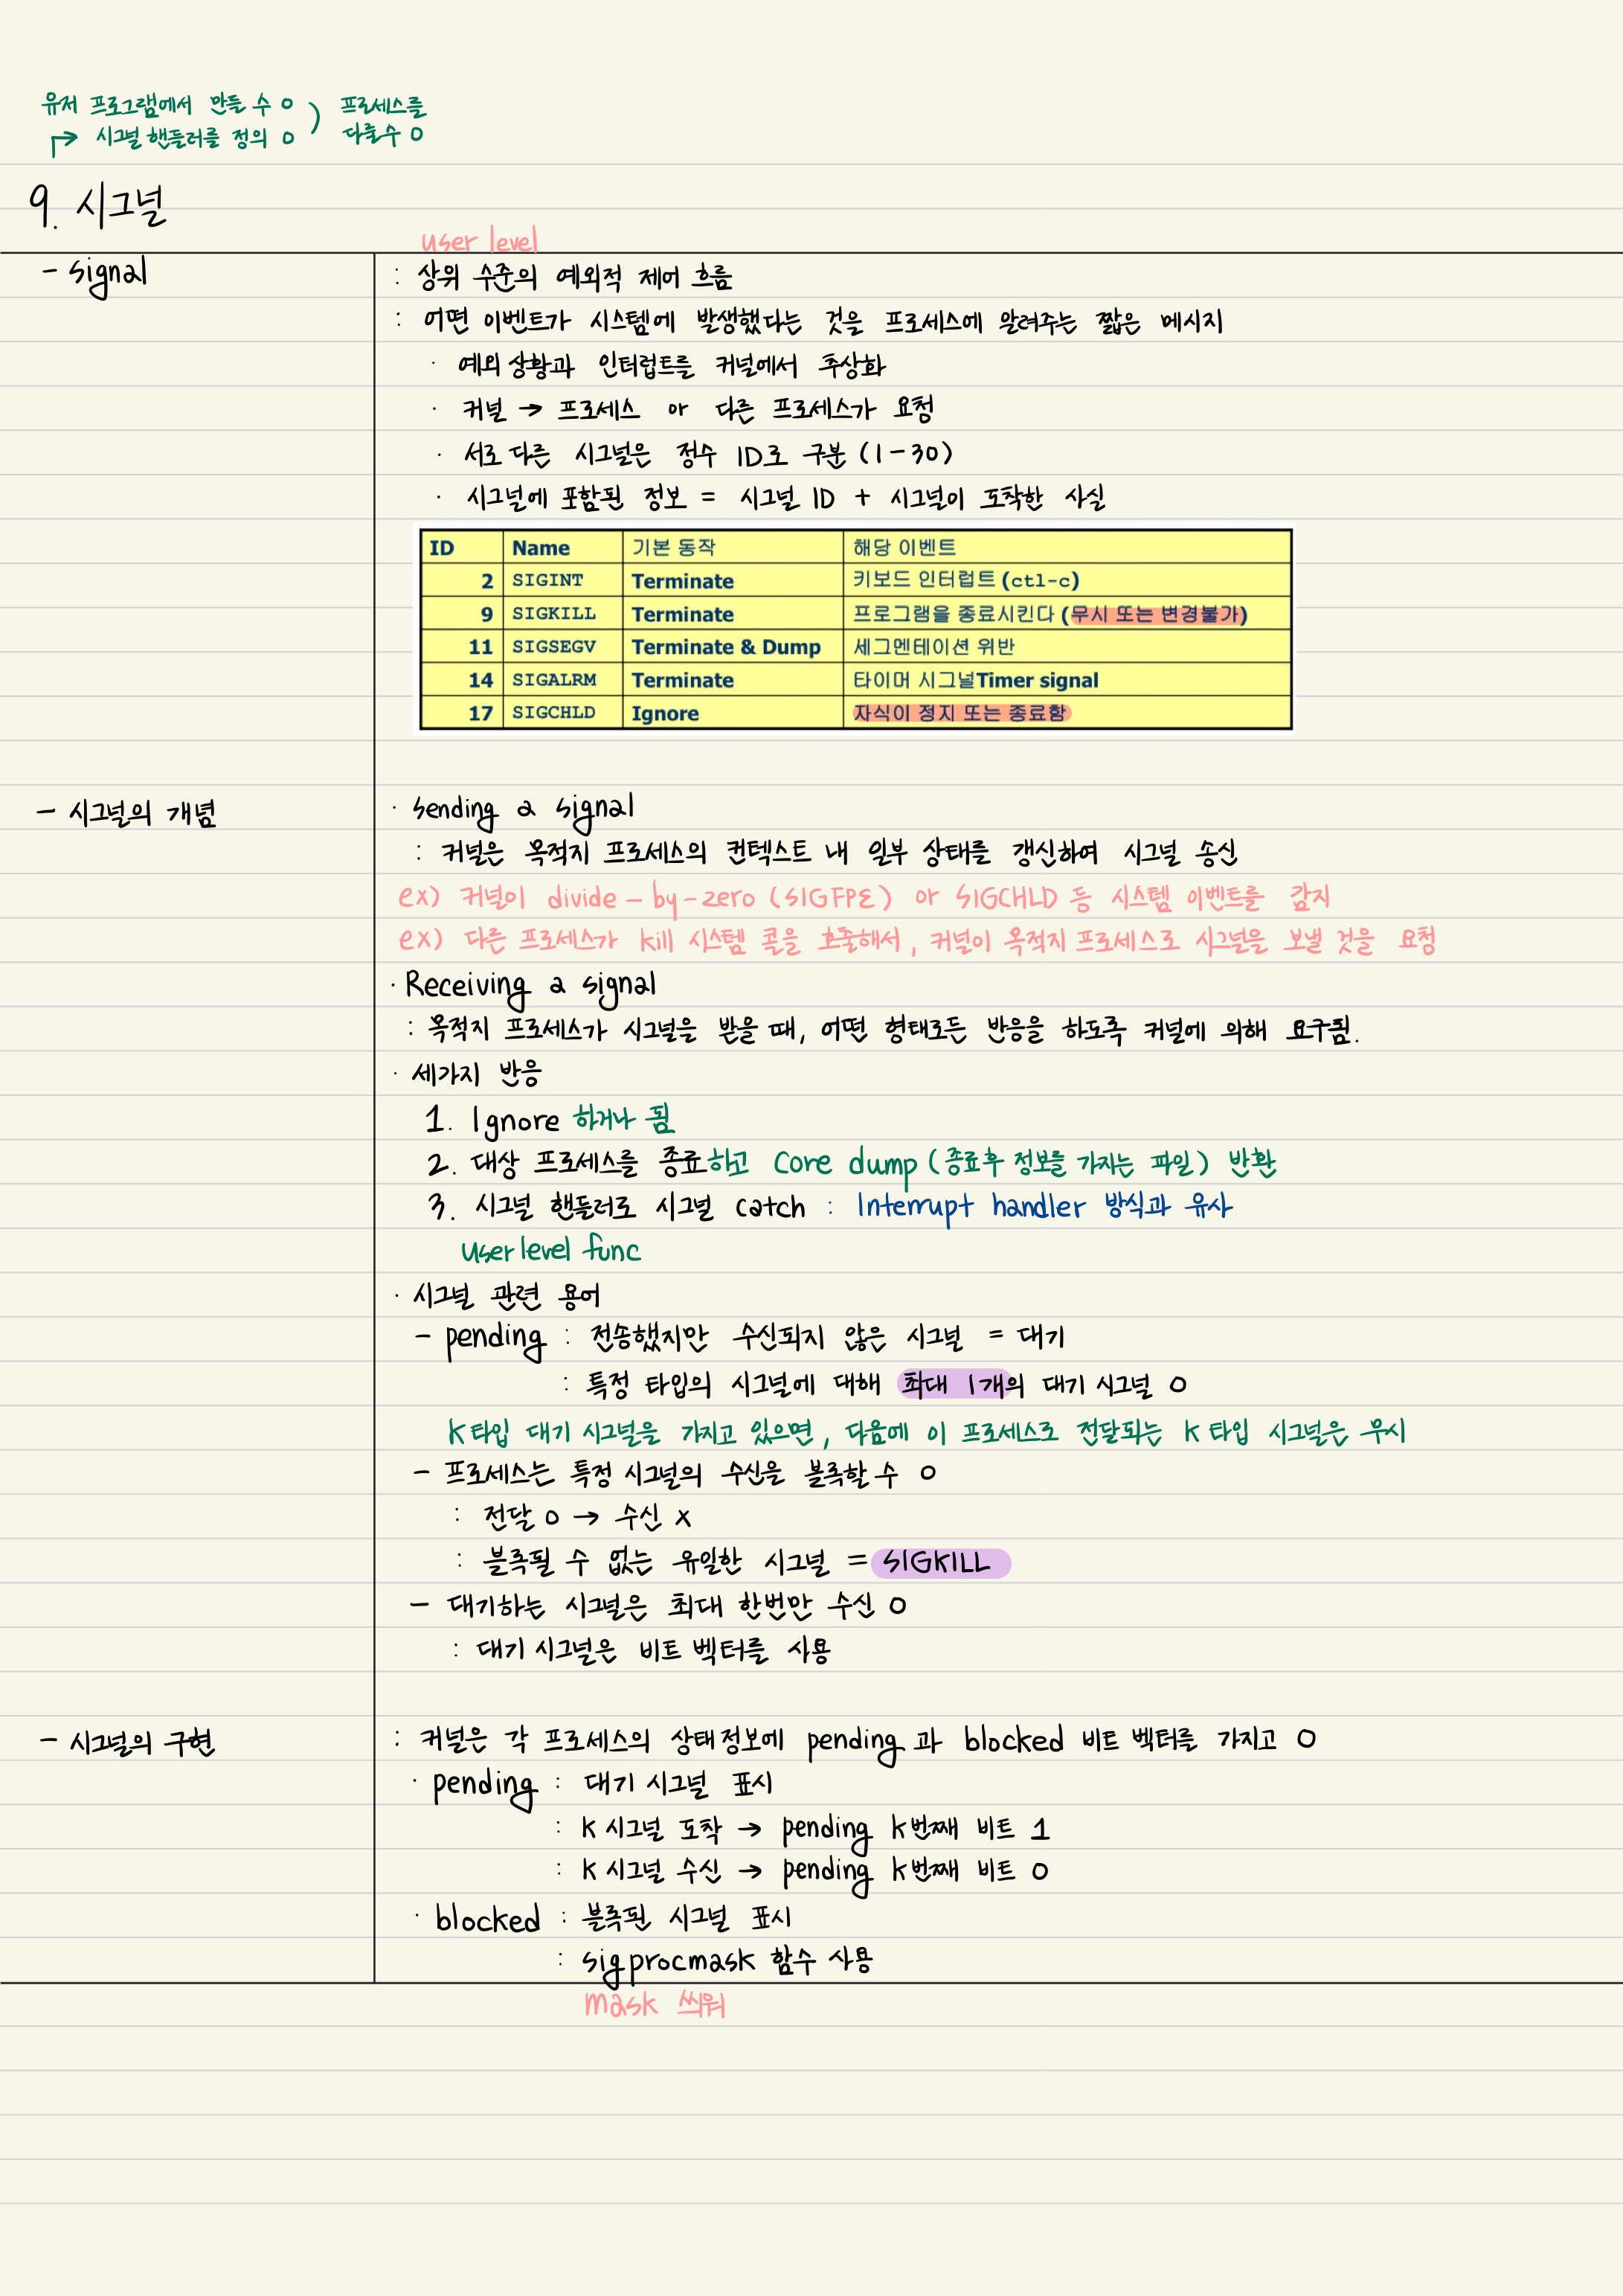 유저 프로그램에서 만들 수 O ) 프로세스를
↱ 시그널 핸들러를 정의 O 다룰수 O
9. 시그널
user level
- signal
: 상위 수준의 예외적 제어 흐름
: 어떤 이벤트가 시스템에 발생했다는 것을 프로세스에 알려주는 짧은 메시지
· 예외 상황과 인터럽트를 커널에서 추상화
· 커널 → 프로세스 or 다른 프로세스가 요청
· 서로 다른 시그널은 정수 ID로 구분 (1-30)
· 시그널에 포함된 정보 = 시그널 ID + 시그널이 도착한 사실
ID Name 기본 동작 해당 이벤트
2 SIGINT Terminate 키보드 인터럽트 (ctl-c)
9 SIGKILL Terminate 프로그램을 종료시킨다 (무시 또는 변경불가)
11 SIGSEGV Terminate & Dump 세그멘테이션 위반
14 SIGALRM Terminate 타이머 시그널Timer signal
17 SIGCHLD Ignore 자식이 정지 또는 종료함
- 시그널의 개념
· sending a signal
: 커널은 목적지 프로세스의 컨텍스트 내 일부 상태를 갱신하여 시그널 송신
ex) 커널이 divide-by-zero (SIGFPE) or SIGCHLD 등 시스템 이벤트를 감지
ex) 다른 프로세스가 kill 시스템 콜을 호출해서, 커널이 목적지 프로세스로 시그널을 보낼 것을 요청
· Receiving a signal
: 목적지 프로세스가 시그널을 받을 때, 어떤 형태로든 반응을 하도록 커널에 의해 요구됨.
· 세가지 반응
1. Ignore 하거나 됨
2. 대상 프로세스를 종료하고 Core dump (종료후 정보를 가지는 파일) 반환
3. 시그널 핸들러로 시그널 catch : Interrupt handler 방식과 유사
user level func
· 시그널 관련 용어
- pending : 전송했지만 수신되지 않은 시그널 = 대기
: 특정 타입의 시그널에 대해 최대 1개의 대기 시그널 O
k타입 대기 시그널을 가지고 있으면, 다음에 이 프로세스로 전달되는 k 타입 시그널은 무시
- 프로세스는 특정 시그널의 수신을 블록할 수 O
: 전달 O → 수신 X
: 블록될 수 없는 유일한 시그널 = SIGKILL
- 대기하는 시그널은 최대 한번만 수신 O
: 대기 시그널은 비트 벡터를 사용
- 시그널의 구현
: 커널은 각 프로세스의 상태정보에 pending 과 blocked 비트 벡터를 가지고 O
· pending : 대기 시그널 표시
: k 시그널 도착 → pending k번째 비트 1
: k 시그널 수신 → pending k번째 비트 0
· blocked : 블록된 시그널 표시
: sigprocmask 함수 사용
mask 씌워